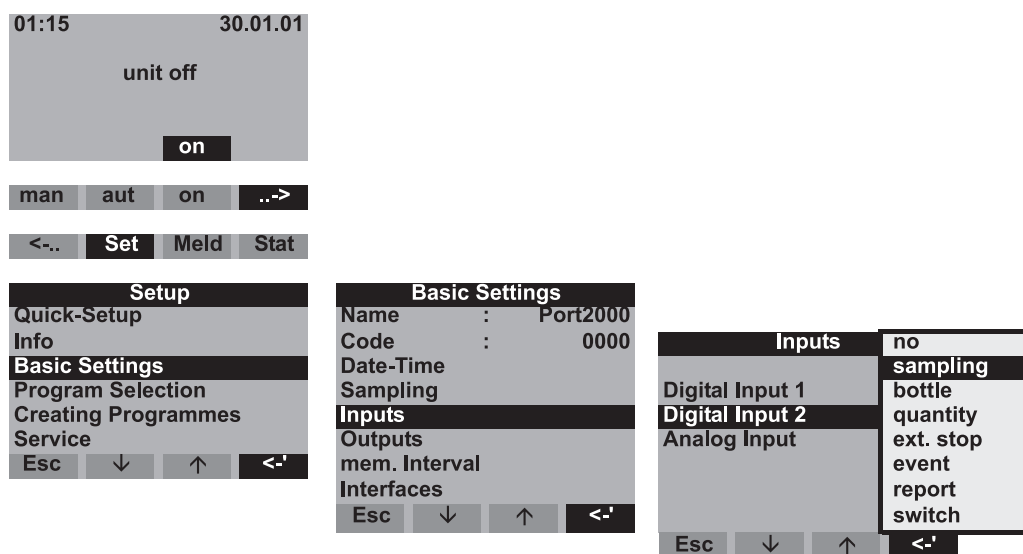 01:15 30.01.01
unit off
on
man aut on ..->
<-.. Set Meld Stat
Setup
Quick-Setup
Info
Basic Settings
Program Selection
Creating Programmes
Service
Esc ↓ ↑ <-'
Basic Settings
Name : Port2000
Code : 0000
Date-Time
Sampling
Inputs
Outputs
mem. Interval
Interfaces
Esc ↓ ↑ <-'
Inputs
Digital Input 1
Digital Input 2
Analog Input
no
sampling
bottle
quantity
ext. stop
event
report
switch
Esc ↓ ↑ <-'